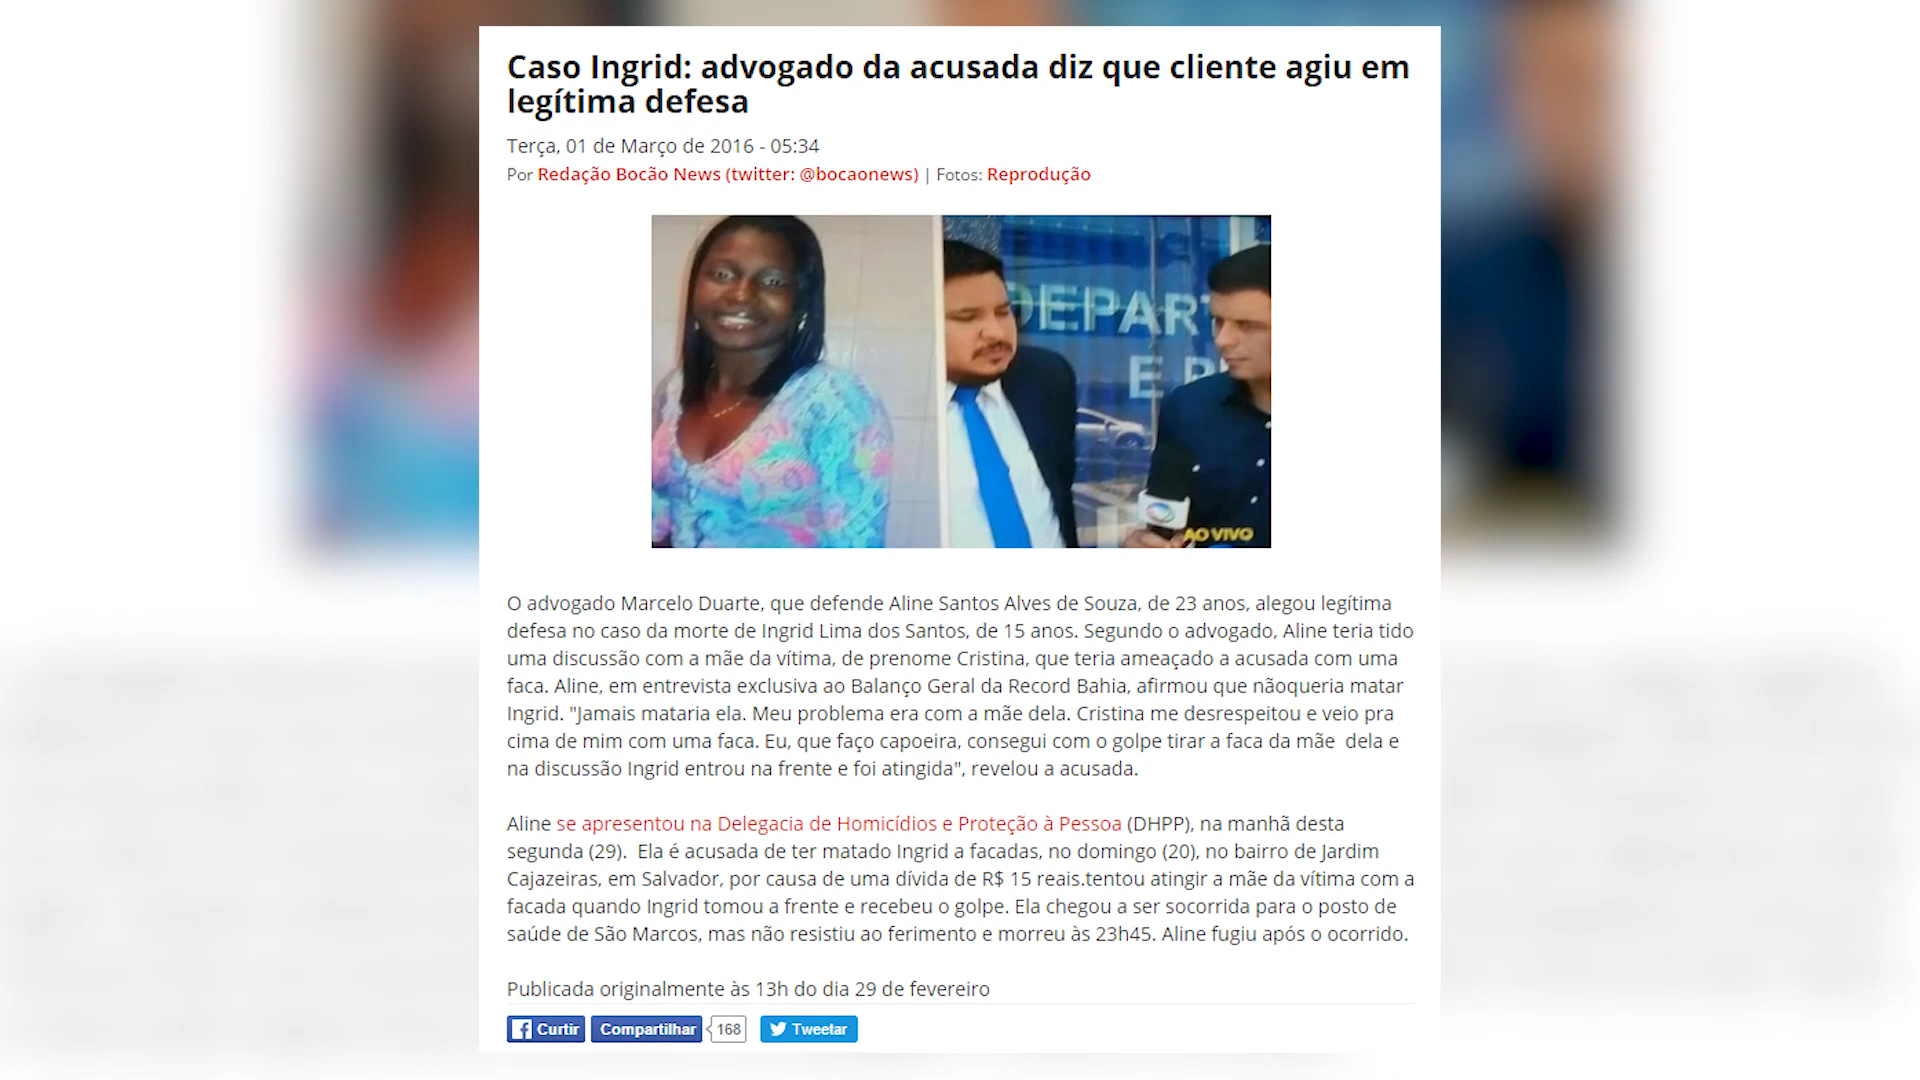 Caso Ingrid: advogado da acusada diz que cliente agiu em
legítima defesa
Terça, 01 de Março de 2016 - 05:34
Por Redação Bocão News (twitter: @bocaonews) | Fotos: Reprodução
DEPART
E P
AO VIVO
O advogado Marcelo Duarte, que defende Aline Santos Alves de Souza, de 23 anos, alegou legítima
defesa no caso da morte de Ingrid Lima dos Santos, de 15 anos. Segundo o advogado, Aline teria tido
uma discussão com a mãe da vítima, de prenome Cristina, que teria ameaçado a acusada com uma
faca. Aline, em entrevista exclusiva ao Balanço Geral da Record Bahia, afirmou que nãoqueria matar
Ingrid. "Jamais mataria ela. Meu problema era com a mãe dela. Cristina me desrespeitou e veio pra
cima de mim com uma faca. Eu, que faço capoeira, consegui com o golpe tirar a faca da mãe  dela e
na discussão Ingrid entrou na frente e foi atingida", revelou a acusada.
Aline se apresentou na Delegacia de Homicídios e Proteção à Pessoa (DHPP), na manhã desta
segunda (29).  Ela é acusada de ter matado Ingrid a facadas, no domingo (20), no bairro de Jardim
Cajazeiras, em Salvador, por causa de uma dívida de R$ 15 reais.tentou atingir a mãe da vítima com a
facada quando Ingrid tomou a frente e recebeu o golpe. Ela chegou a ser socorrida para o posto de
saúde de São Marcos, mas não resistiu ao ferimento e morreu às 23h45. Aline fugiu após o ocorrido.
Publicada originalmente às 13h do dia 29 de fevereiro
Curtir Compartilhar 168 Tweetar